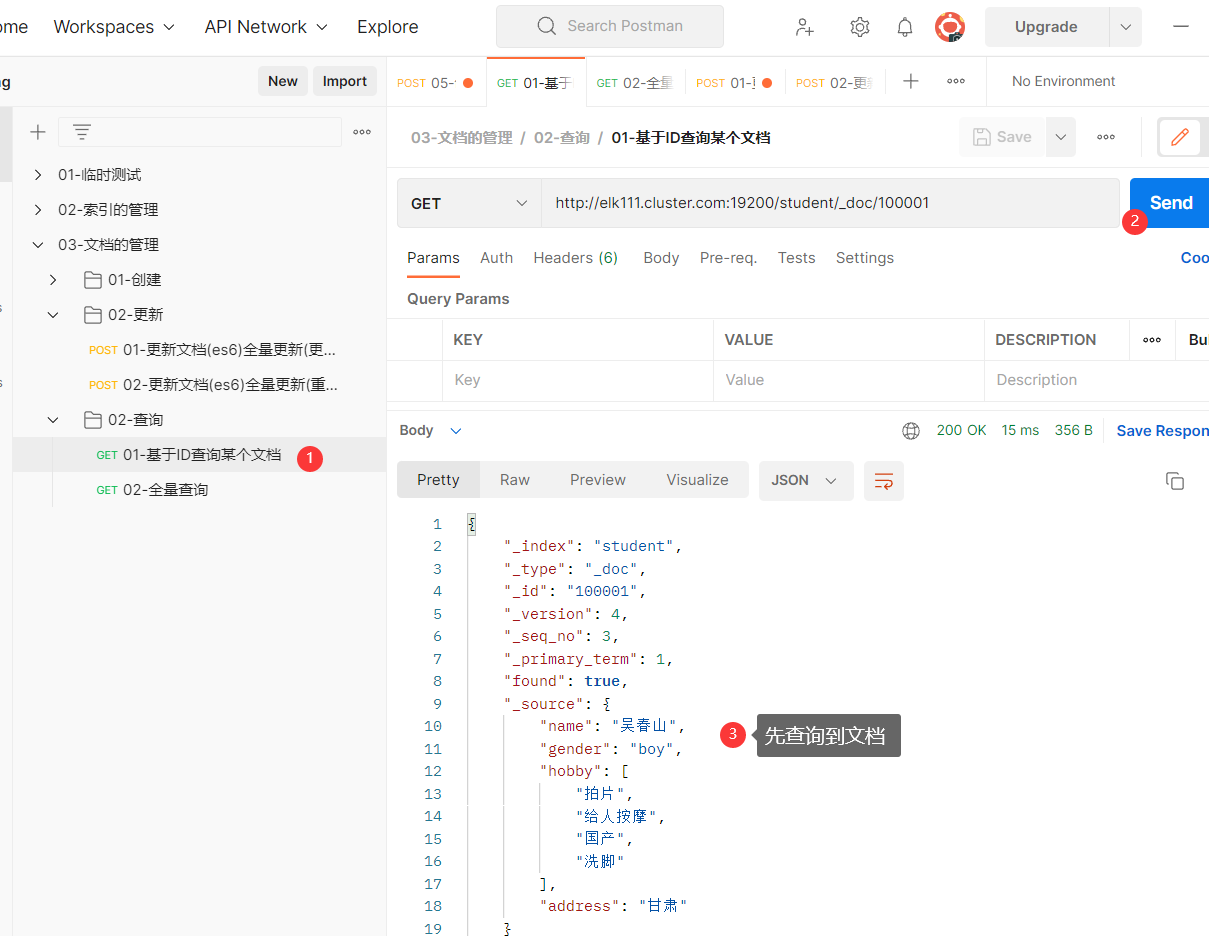 ome Workspaces API Network Explore Search Postman Upgrade
ng New Import POST 05- GET 01-基于 GET 02-全量 POST 01- POST 02-更 No Environment
03-文档的管理 / 02-查询 / 01-基于ID查询某个文档 Save
01-临时测试
02-索引的管理
03-文档的管理
01-创建
02-更新
POST 01-更新文档(es6)全量更新(更...
POST 02-更新文档(es6)全量更新(重...
02-查询
GET 01-基于ID查询某个文档 1
GET 02-全量查询
GET http://elk111.cluster.com:19200/student/_doc/100001 Send
2
Params Auth Headers (6) Body Pre-req. Tests Settings Coo
Query Params
KEY VALUE DESCRIPTION Bul
Key Value Description
Body 200 OK 15 ms 356 B Save Respon
Pretty Raw Preview Visualize JSON
1 {
2 "_index": "student",
3 "_type": "_doc",
4 "_id": "100001",
5 "_version": 4,
6 "_seq_no": 3,
7 "_primary_term": 1,
8 "found": true,
9 "_source": {
10 "name": "吴春山",
3 先查询到文档
11 "gender": "boy",
12 "hobby": [
13 "拍片",
14 "给人按摩",
15 "国产",
16 "洗脚"
17 ],
18 "address": "甘肃"
19 }